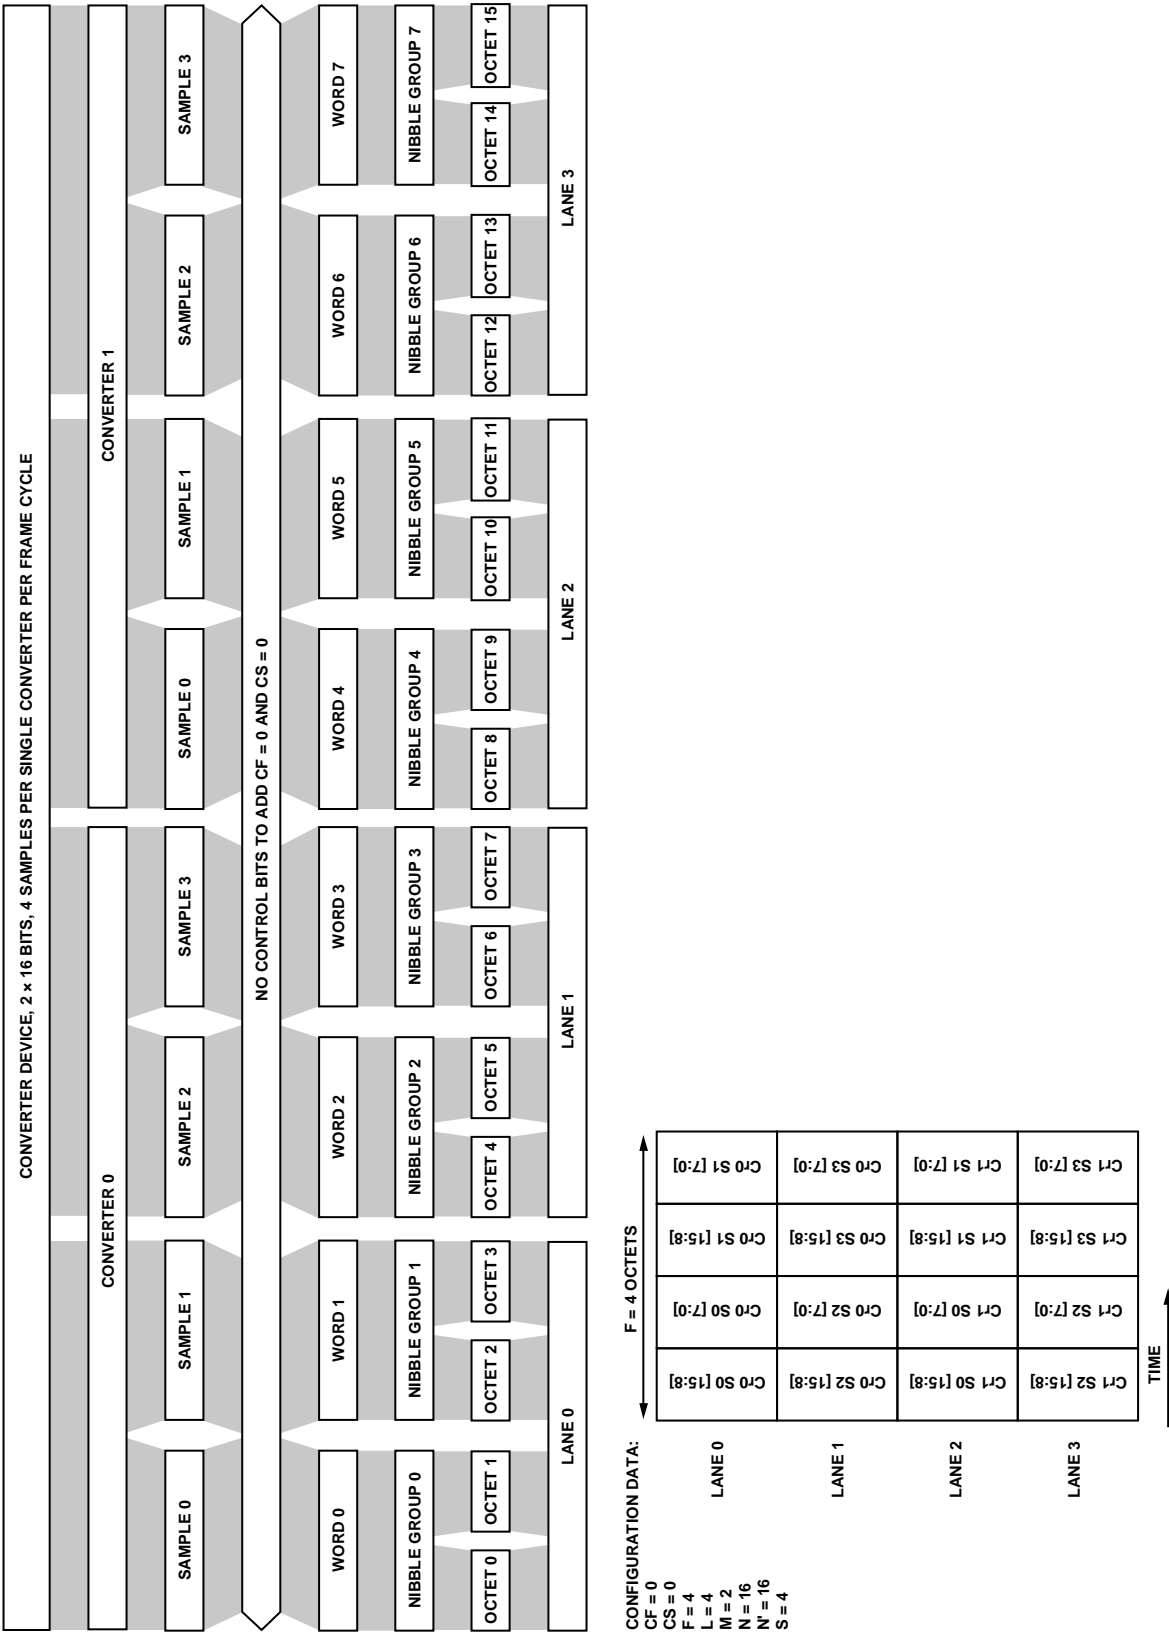 CONVERTER DEVICE, 2 × 16 BITS, 4 SAMPLES PER SINGLE CONVERTER PER FRAME CYCLE
CONVERTER 0
CONVERTER 1
SAMPLE 0
SAMPLE 1
SAMPLE 2
SAMPLE 3
SAMPLE 0
SAMPLE 1
SAMPLE 2
SAMPLE 3
NO CONTROL BITS TO ADD CF = 0 AND CS = 0
WORD 0
WORD 1
WORD 2
WORD 3
WORD 4
WORD 5
WORD 6
WORD 7
NIBBLE GROUP 0
NIBBLE GROUP 1
NIBBLE GROUP 2
NIBBLE GROUP 3
NIBBLE GROUP 4
NIBBLE GROUP 5
NIBBLE GROUP 6
NIBBLE GROUP 7
OCTET 0
OCTET 1
OCTET 2
OCTET 3
OCTET 4
OCTET 5
OCTET 6
OCTET 7
OCTET 8
OCTET 9
OCTET 10
OCTET 11
OCTET 12
OCTET 13
OCTET 14
OCTET 15
LANE 0
LANE 1
LANE 2
LANE 3
CONFIGURATION DATA:
CF = 0
CS = 0
F = 4
L = 4
M = 2
N = 16
N' = 16
S = 4
F = 4 OCTETS
LANE 0
Cr0 S0 [15:8]
Cr0 S0 [7:0]
Cr0 S1 [15:8]
Cr0 S1 [7:0]
LANE 1
Cr0 S2 [15:8]
Cr0 S2 [7:0]
Cr0 S3 [15:8]
Cr0 S3 [7:0]
LANE 2
Cr1 S0 [15:8]
Cr1 S0 [7:0]
Cr1 S1 [15:8]
Cr1 S1 [7:0]
LANE 3
Cr1 S2 [15:8]
Cr1 S2 [7:0]
Cr1 S3 [15:8]
Cr1 S3 [7:0]
TIME